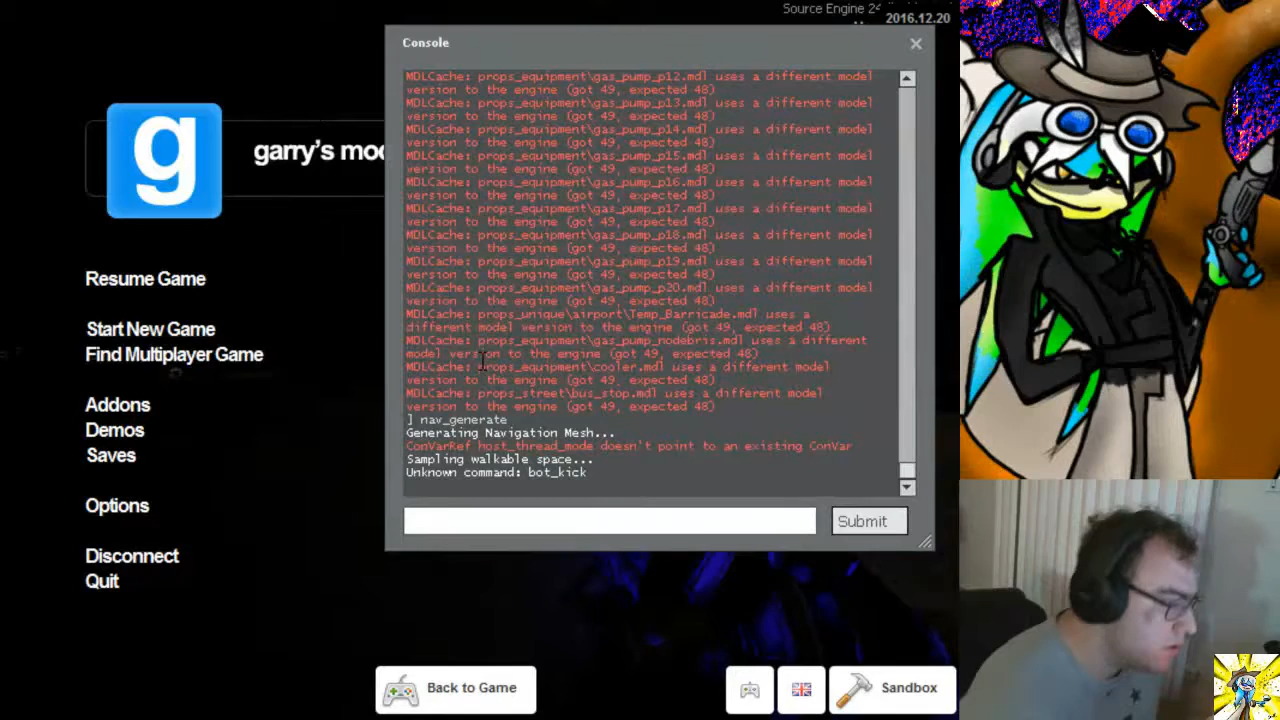 Source Engine 24
2016.12.20
Console
g
garry's mod
MDLCache: props_equipment\gas_pump_p12.mdl uses a different model
version to the engine (got 49, expected 48)
MDLCache: props_equipment\gas_pump_p13.mdl uses a different model
version to the engine (got 49, expected 48)
MDLCache: props_equipment\gas_pump_p14.mdl uses a different model
version to the engine (got 49, expected 48)
MDLCache: props_equipment\gas_pump_p15.mdl uses a different model
version to the engine (got 49, expected 48)
MDLCache: props_equipment\gas_pump_p16.mdl uses a different model
version to the engine (got 49, expected 48)
MDLCache: props_equipment\gas_pump_p17.mdl uses a different model
version to the engine (got 49, expected 48)
MDLCache: props_equipment\gas_pump_p18.mdl uses a different model
version to the engine (got 49, expected 48)
MDLCache: props_equipment\gas_pump_p19.mdl uses a different model
version to the engine (got 49, expected 48)
MDLCache: props_equipment\gas_pump_p20.mdl uses a different model
version to the engine (got 49, expected 48)
MDLCache: props_unique\airport\Temp_Barricade.mdl uses a
different model version to the engine (got 49, expected 48)
MDLCache: props_equipment\gas_pump_nodebris.mdl uses a different
model version to the engine (got 49, expected 48)
MDLCache: props_equipment\cooler.mdl uses a different model
version to the engine (got 49, expected 48)
MDLCache: props_street\bus_stop.mdl uses a different model
version to the engine (got 49, expected 48)
] nav_generate
Generating Navigation Mesh...
ConVarRef host_thread_mode doesn't point to an existing ConVar
Sampling walkable space...
Unknown command: bot_kick
Submit
Resume Game
Start New Game
Find Multiplayer Game
Addons
Demos
Saves
Options
Disconnect
Quit
Back to Game
Sandbox